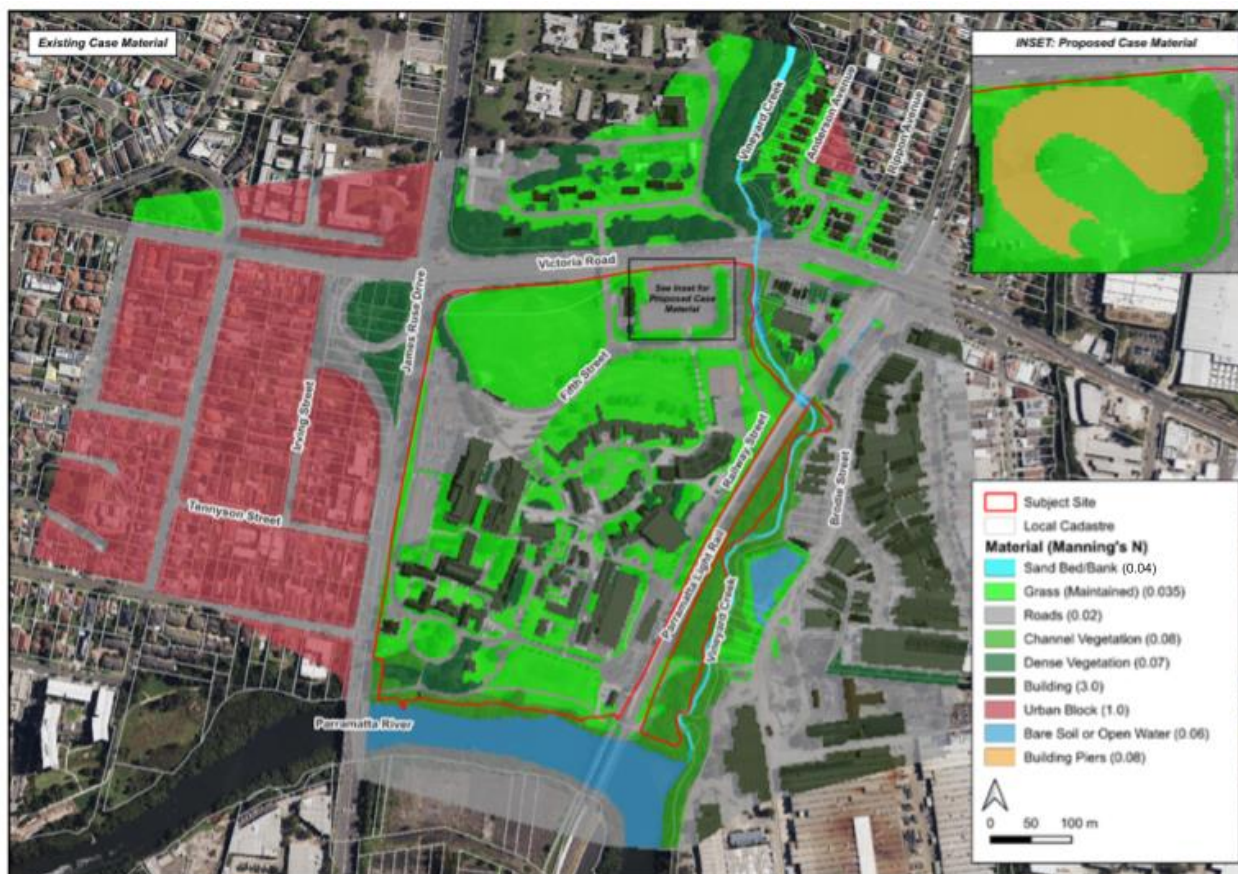 Existing Case Material
INSET: Proposed Case Material
Vineyard Creek
Anderson Avenue
Rippon Avenue
Victoria Road
James Ruse Drive
See Inset for
Proposed Case
Material
Fifth Street
Irving Street
Railway Street
Tennyson Street
Brodie Street
Parramatta Light Rail
Vineyard Creek
Parramatta River
Subject Site
Local Cadastre
Material (Manning's N)
Sand Bed/Bank (0.04)
Grass (Maintained) (0.035)
Roads (0.02)
Channel Vegetation (0.08)
Dense Vegetation (0.07)
Building (3.0)
Urban Block (1.0)
Bare Soil or Open Water (0.06)
Building Piers (0.08)
0 50 100 m